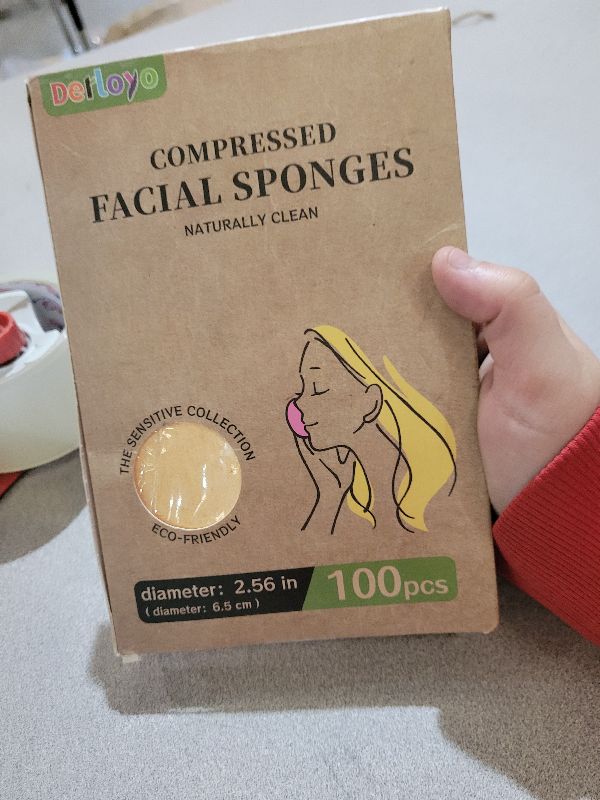 Derloyo
COMPRESSED
FACIAL SPONGES
NATURALLY CLEAN
THE SENSITIVE COLLECTION
ECO-FRIENDLY
diameter: 2.56 in
( diameter: 6.5 cm )
100pcs